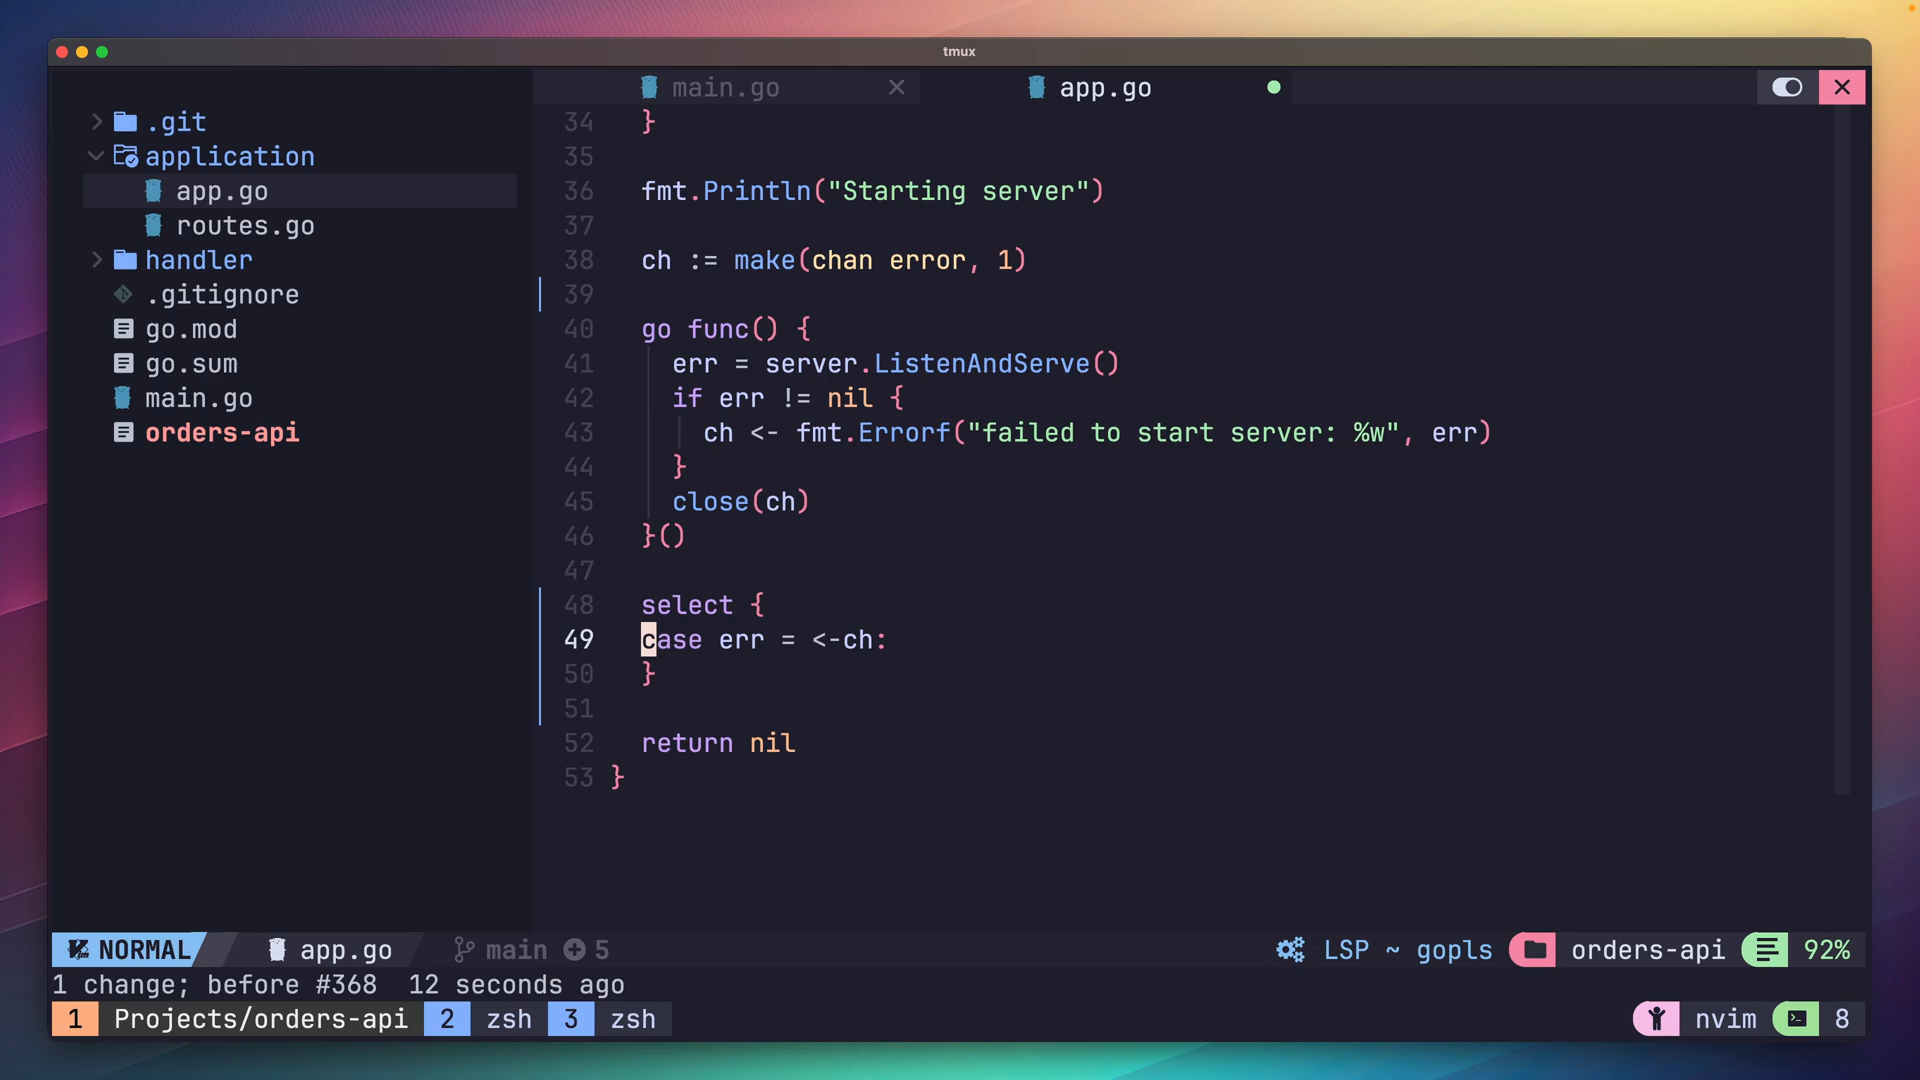 tmux
main.go
app.go
.git
application
app.go
routes.go
handler
.gitignore
go.mod
go.sum
main.go
orders-api
34 }
35
36 fmt.Println("Starting server")
37
38 ch := make(chan error, 1)
39
40 go func() {
41 err = server.ListenAndServe()
42 if err != nil {
43 ch <- fmt.Errorf("failed to start server: %w", err)
44 }
45 close(ch)
46 }()
47
48 select {
49 case err = <-ch:
50 }
51
52 return nil
53 }
NORMAL app.go main 5 LSP ~ gopls orders-api 92%
1 change; before #368 12 seconds ago
1 Projects/orders-api 2 zsh 3 zsh nvim 8